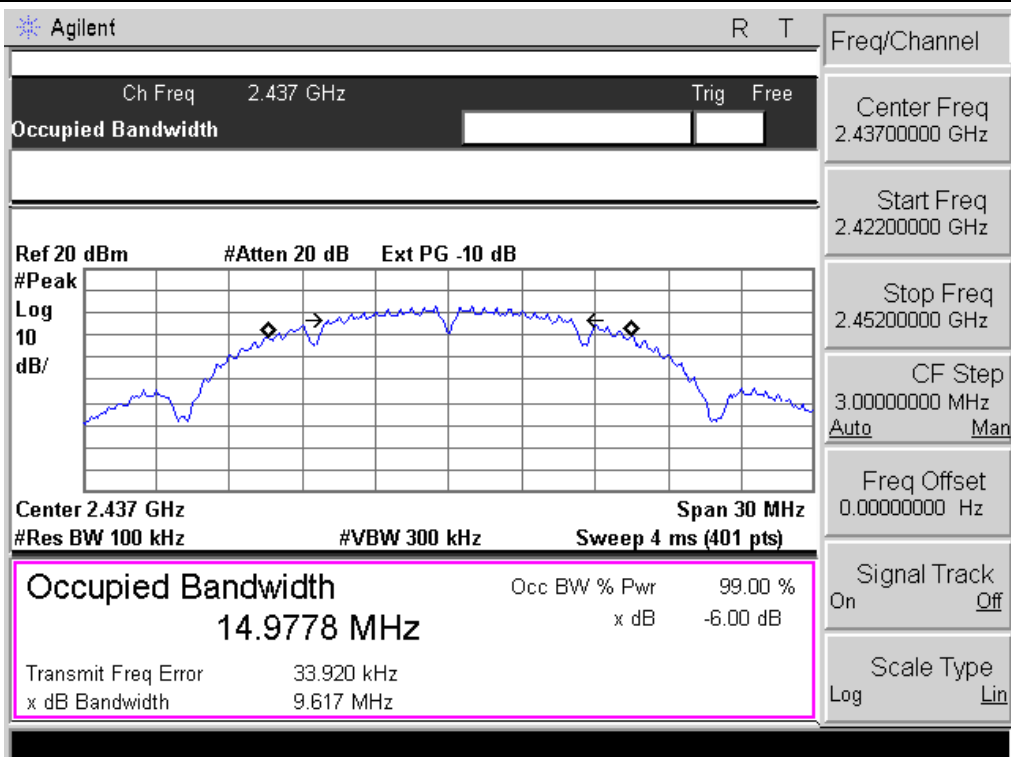 Agilent R T
Ch Freq 2.437 GHz Trig Free
Occupied Bandwidth
Ref 20 dBm #Atten 20 dB Ext PG -10 dB
#Peak
Log
10
dB/
Center 2.437 GHz Span 30 MHz
#Res BW 100 kHz #VBW 300 kHz Sweep 4 ms (401 pts)
Occupied Bandwidth Occ BW % Pwr 99.00 %
14.9778 MHz x dB -6.00 dB
Transmit Freq Error 33.920 kHz
x dB Bandwidth 9.617 MHz
Freq/Channel
Center Freq
2.43700000 GHz
Start Freq
2.42200000 GHz
Stop Freq
2.45200000 GHz
CF Step
3.00000000 MHz
Auto Man
Freq Offset
0.00000000 Hz
Signal Track
On Off
Scale Type
Log Lin